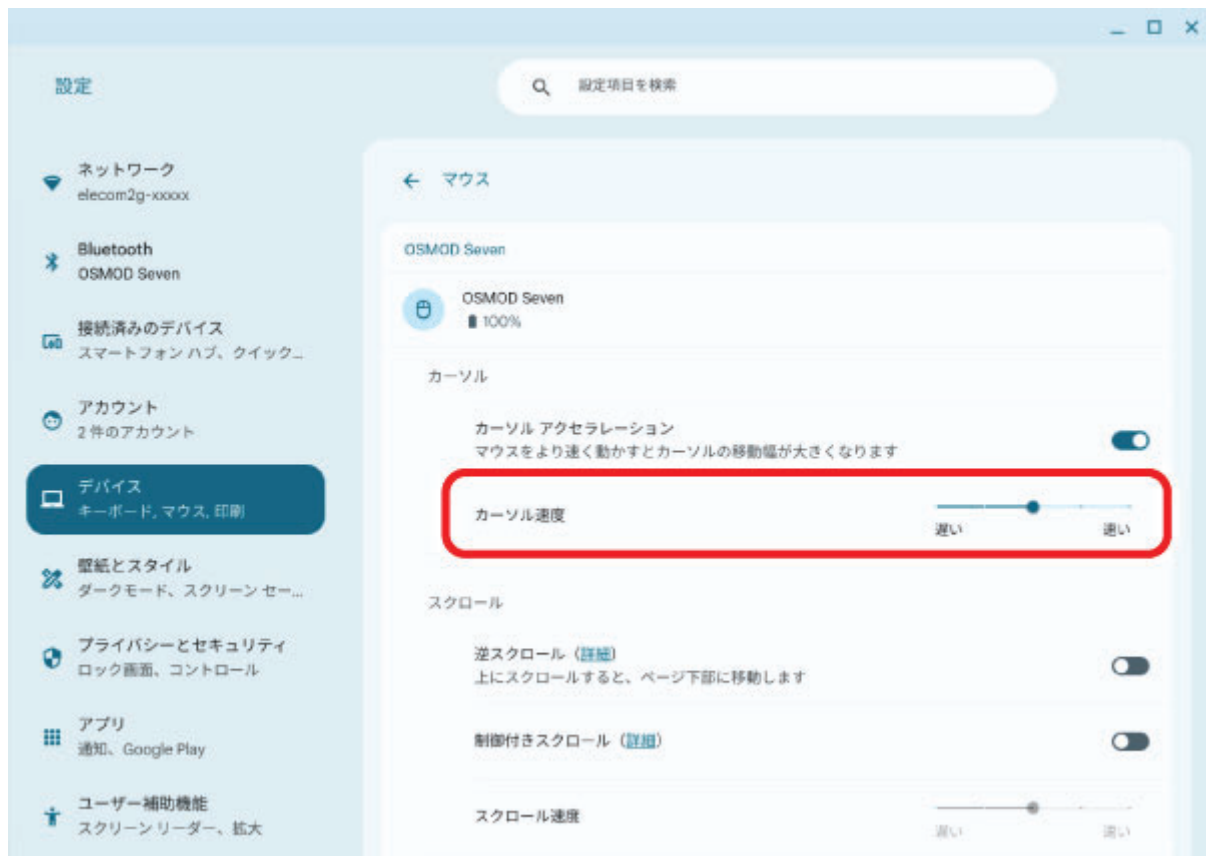 設定
設定項目を検索
ネットワーク
elecom2g-xxxxx
Bluetooth
OSMOD Seven
接続済みのデバイス
スマートフォン ハブ、クイック...
アカウント
2 件のアカウント
デバイス
キーボード, マウス, 印刷
壁紙とスタイル
ダークモード、スクリーン セー...
プライバシーとセキュリティ
ロック画面、コントロール
アプリ
通知、Google Play
ユーザー補助機能
スクリーン リーダー、拡大
マウス
OSMOD Seven
OSMOD Seven
100%
カーソル
カーソル アクセラレーション
マウスをより速く動かすとカーソルの移動幅が大きくなります
カーソル速度
遅い 速い
スクロール
逆スクロール（詳細）
上にスクロールすると、ページ下部に移動します
制御付きスクロール（詳細）
スクロール速度
遅い 速い